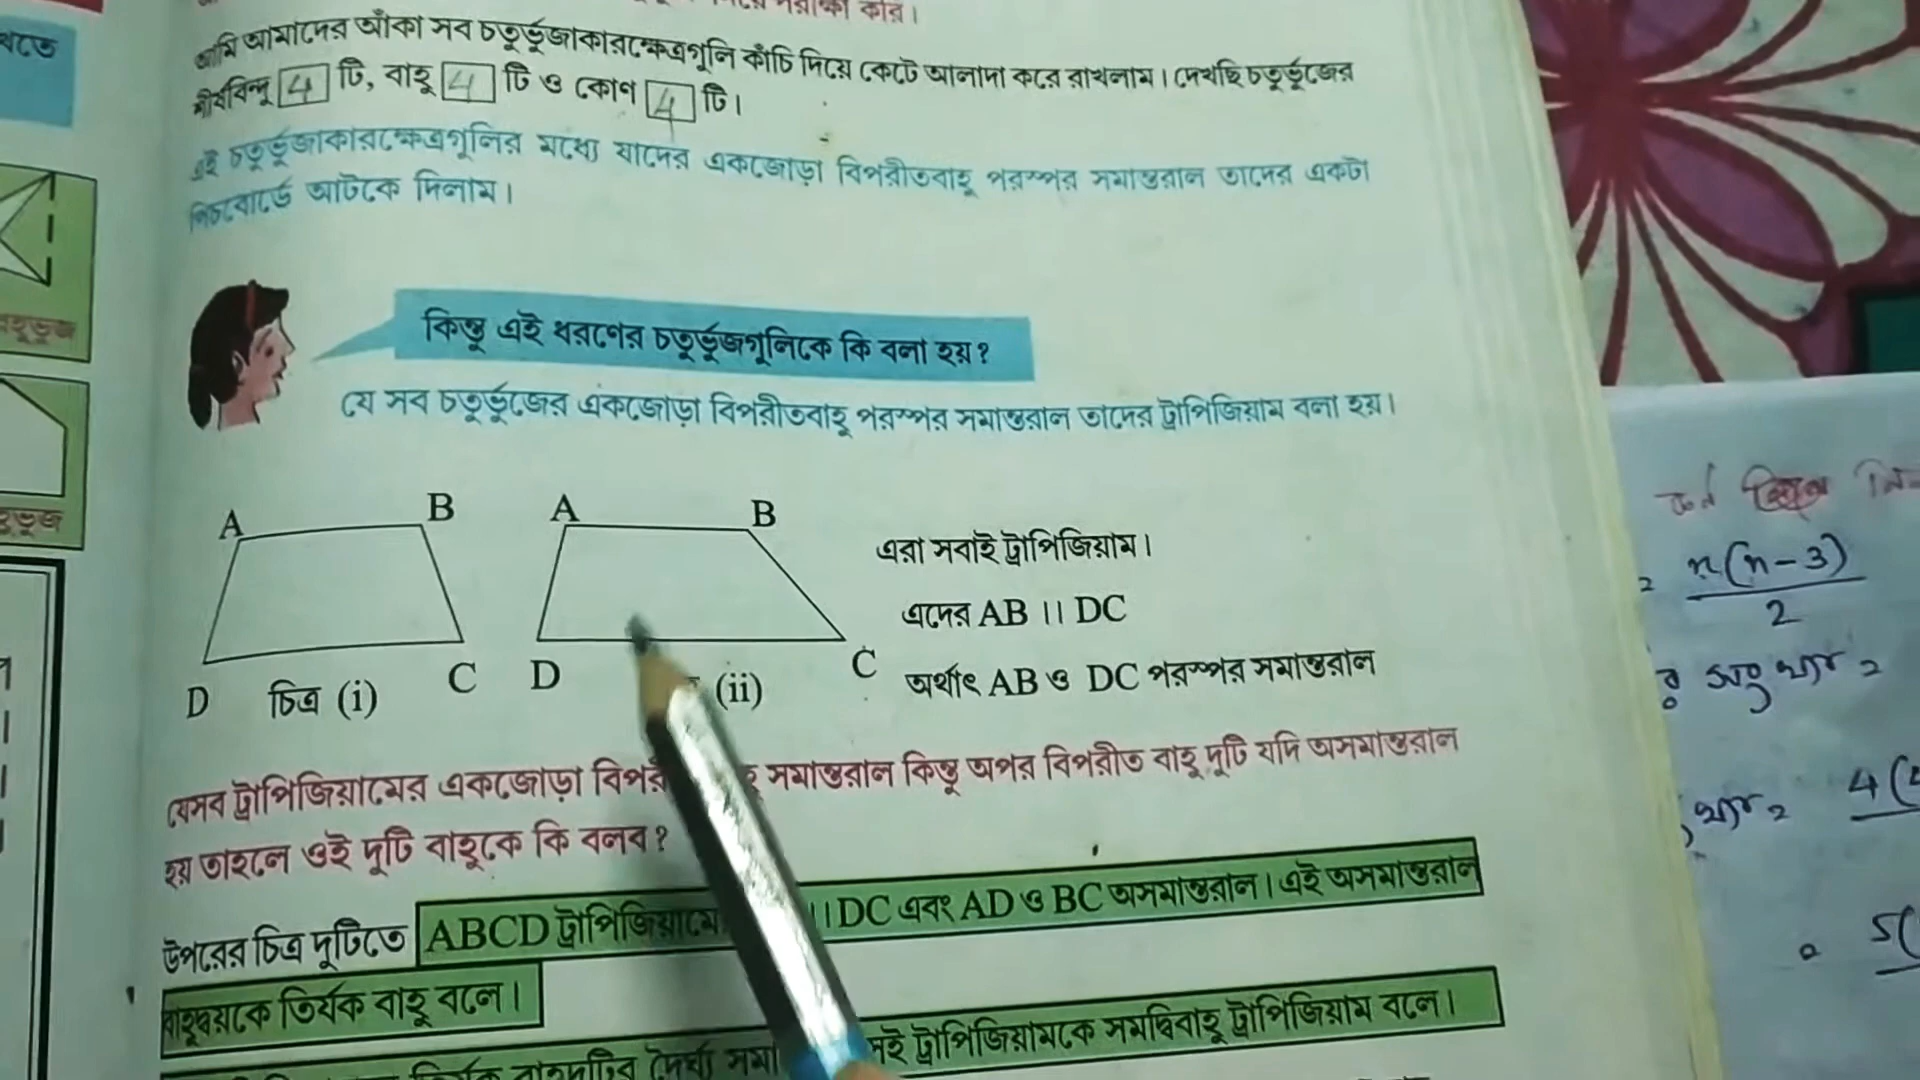 আমি আমাদের আঁকা সব চতুর্ভুজাকারক্ষেত্রগুলি কাঁচি দিয়ে কেটে আলাদা করে রাখলাম। দেখছি চতুর্ভুজের
শীর্ষবিন্দু 4 টি, বাহু 4 টি ও কোণ 4 টি।
এই চতুর্ভুজাকারক্ষেত্রগুলির মধ্যে যাদের একজোড়া বিপরীতবাহু পরস্পর সমান্তরাল তাদের একটা
পিচবোর্ডে আটকে দিলাম।
কিন্তু এই ধরণের চতুর্ভুজগুলিকে কি বলা হয়?
যে সব চতুর্ভুজের একজোড়া বিপরীতবাহু পরস্পর সমান্তরাল তাদের ট্রাপিজিয়াম বলা হয়।
A B A B
D C D C
চিত্র (i) (ii)
এরা সবাই ট্রাপিজিয়াম।
এদের AB || DC
অর্থাৎ AB ও DC পরস্পর সমান্তরাল
যেসব ট্রাপিজিয়ামের একজোড়া সমান্তরাল কিন্তু অপর বিপরীত বাহু দুটি যদি অসমান্তরাল
হয় তাহলে ওই দুটি বাহুকে কি বলব?
উপরের চিত্র দুটিতে ABCD || DC এবং AD ও BC অসমান্তরাল। এই অসমান্তরাল
বাহুদ্বয়কে তির্যক বাহু বলে।
তির্যক বাহুদুটির দৈর্ঘ্য ট্রাপিজিয়ামকে সমদ্বিবাহু ট্রাপিজিয়াম বলে।
n(n-3)
2